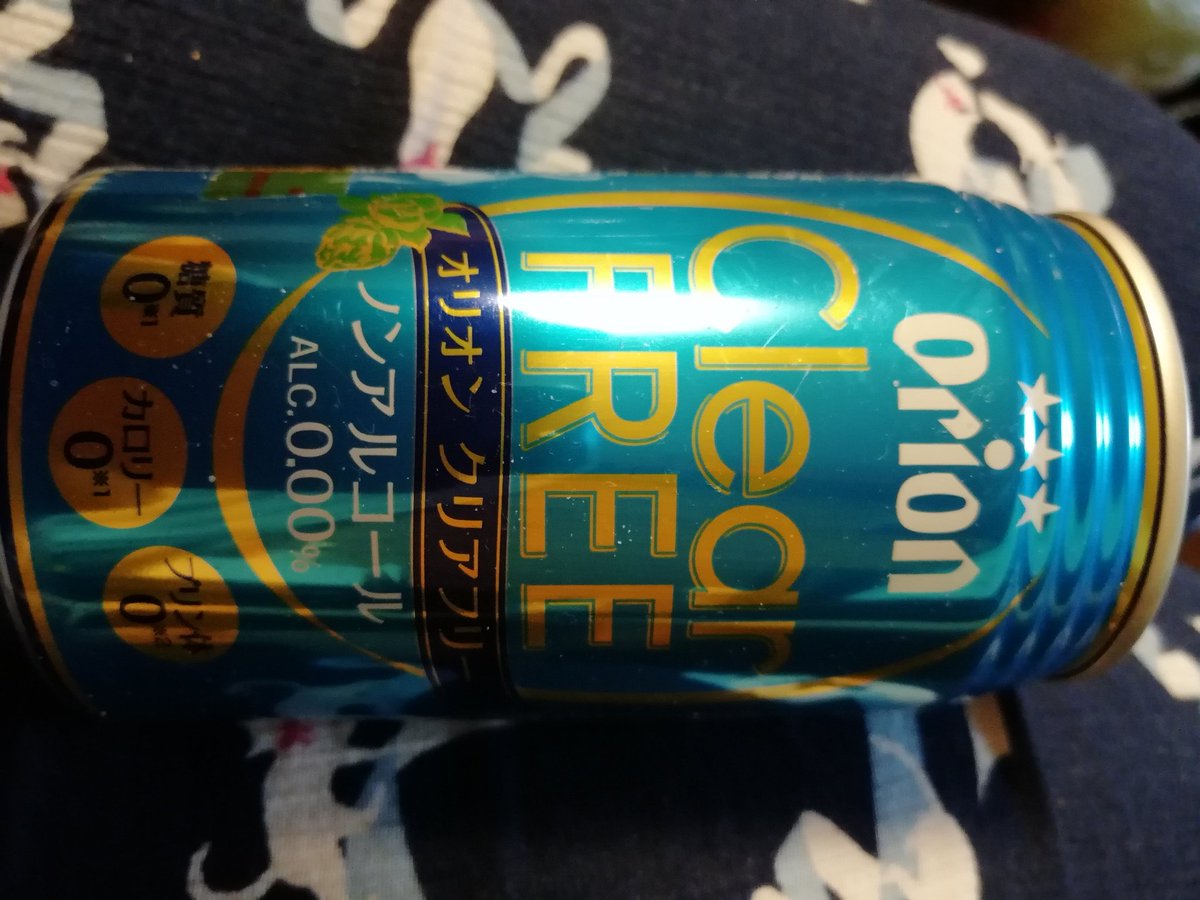 ★★★
orion
Clear
FREE
オリオン クリアフリー
ノンアルコール
ALC.0.00%
糖質
0※1
カロリー
0※1
プリン体
0※2